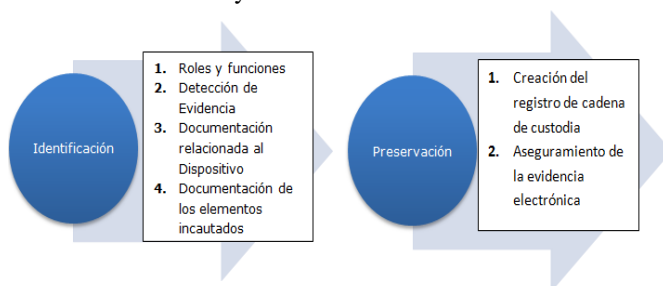 Identificación
1. Roles y funciones
2. Detección de
Evidencia
3. Documentación
relacionada al
Dispositivo
4. Documentación de
los elementos
incautados
Preservación
1. Creación del
registro de cadena
de custodia
2. Aseguramiento de
la evidencia
electrónica